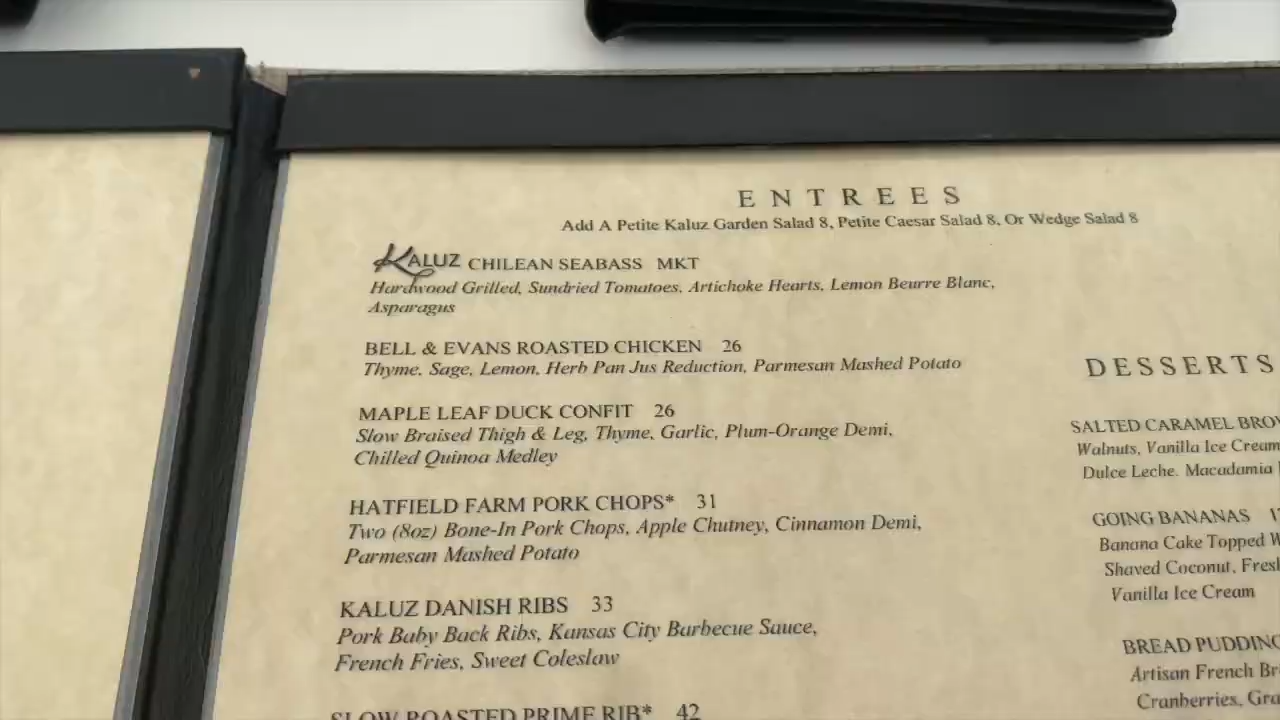 ENTREES
Add A Petite Kaluz Garden Salad 8, Petite Caesar Salad 8, Or Wedge Salad 8
KALUZ CHILEAN SEABASS MKT
Hardwood Grilled, Sundried Tomatoes, Artichoke Hearts, Lemon Beurre Blanc,
Asparagus
BELL & EVANS ROASTED CHICKEN 26
Thyme, Sage, Lemon, Herb Pan Jus Reduction, Parmesan Mashed Potato
MAPLE LEAF DUCK CONFIT 26
Slow Braised Thigh & Leg, Thyme, Garlic, Plum-Orange Demi,
Chilled Quinoa Medley
HATFIELD FARM PORK CHOPS* 31
Two (8oz) Bone-In Pork Chops, Apple Chutney, Cinnamon Demi,
Parmesan Mashed Potato
KALUZ DANISH RIBS 33
Pork Baby Back Ribs, Kansas City Barbecue Sauce,
French Fries, Sweet Coleslaw
SLOW ROASTED PRIME RIB* 42
DESSERTS
SALTED CARAMEL
Walnuts, Vanilla Ice Cream
Dulce Leche, Macadamia
GOING BANANAS
Banana Cake Topped
Shaved Coconut,
Vanilla Ice Cream
BREAD PUDDING
Artisan French
Cranberries,